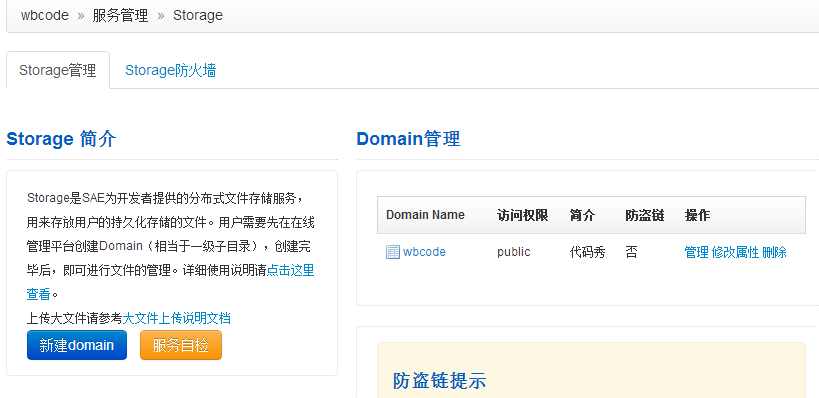 wbcode » 服务管理 » Storage
Storage管理 Storage防火墙
Storage 简介
Storage是SAE为开发者提供的分布式文件存储服务，
用来存放用户的持久化存储的文件。用户需要先在在线
管理平台创建Domain（相当于一级子目录），创建完
毕后，即可进行文件的管理。详细使用说明请点击这里
查看。
上传大文件请参考大文件上传说明文档
新建domain 服务自检
Domain管理
Domain Name 访问权限 简介 防盗链 操作
wbcode public 代码秀 否 管理 修改属性 删除
防盗链提示